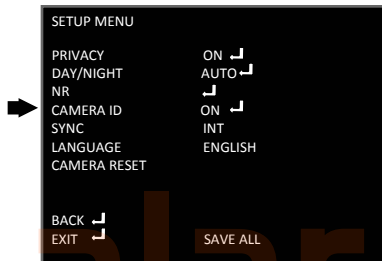 SETUP MENU
PRIVACY ON ↵
DAY/NIGHT AUTO ↵
NR ↵
CAMERA ID ON ↵
SYNC INT
LANGUAGE ENGLISH
CAMERA RESET
BACK ↵
EXIT ↵ SAVE ALL